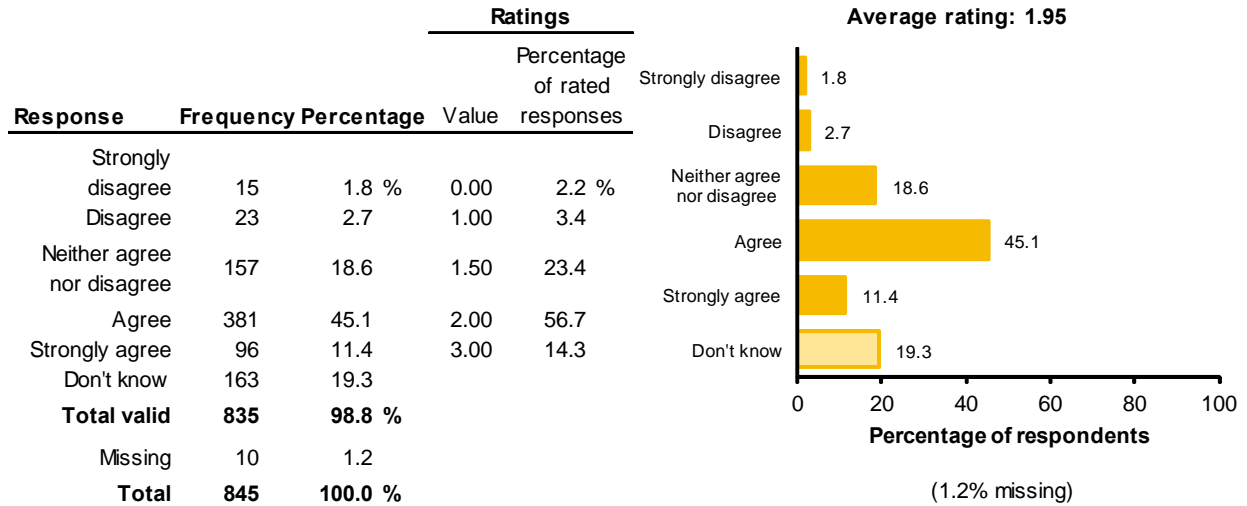 Ratings
Response Frequency Percentage Value Percentage of rated responses
Strongly disagree 15 1.8 % 0.00 2.2 %
Disagree 23 2.7 1.00 3.4
Neither agree nor disagree 157 18.6 1.50 23.4
Agree 381 45.1 2.00 56.7
Strongly agree 96 11.4 3.00 14.3
Don't know 163 19.3
Total valid 835 98.8 %
Missing 10 1.2
Total 845 100.0 %
Average rating: 1.95
Strongly disagree 1.8
Disagree 2.7
Neither agree
nor disagree 18.6
Agree 45.1
Strongly agree 11.4
Don't know 19.3
0 20 40 60 80 100
Percentage of respondents
(1.2% missing)